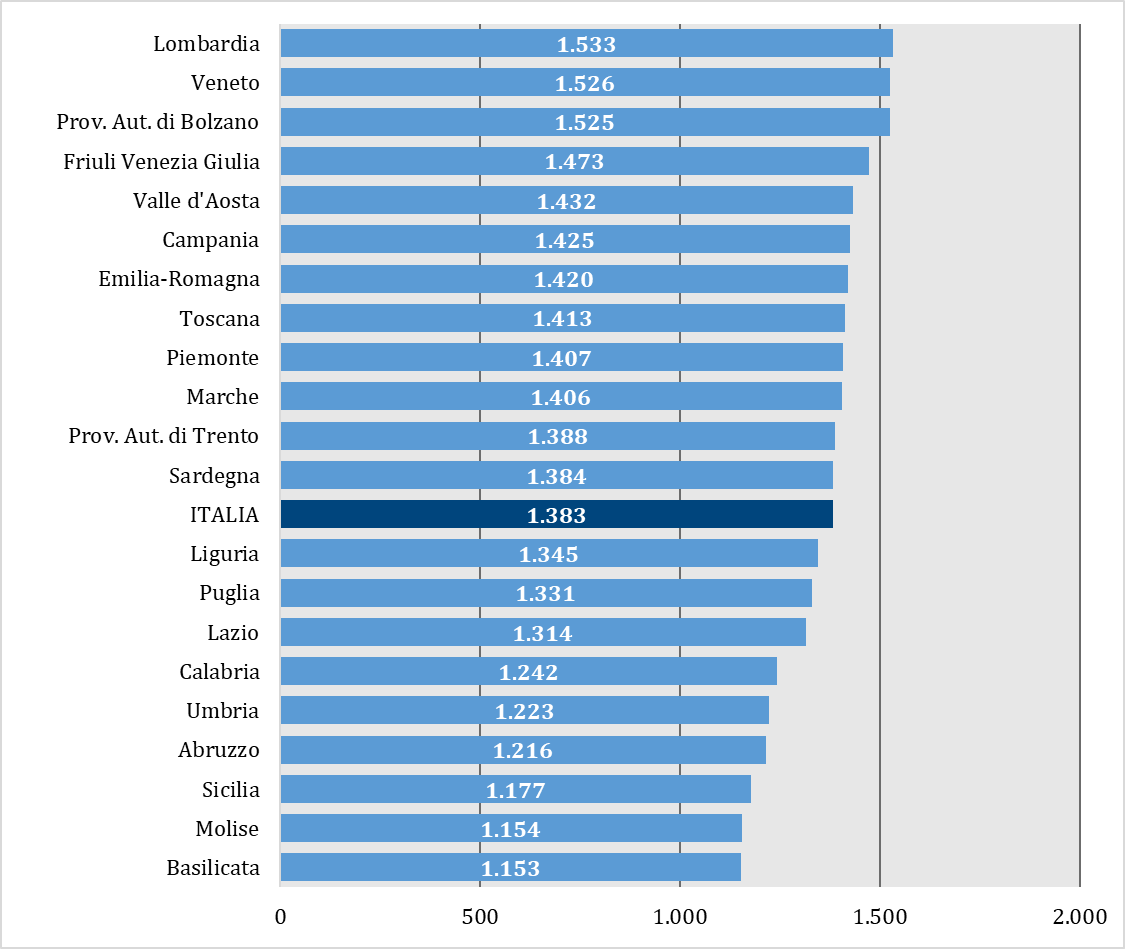 Lombardia 1.533
Veneto 1.526
Prov. Aut. di Bolzano 1.525
Friuli Venezia Giulia 1.473
Valle d'Aosta 1.432
Campania 1.425
Emilia-Romagna 1.420
Toscana 1.413
Piemonte 1.407
Marche 1.406
Prov. Aut. di Trento 1.388
Sardegna 1.384
ITALIA 1.383
Liguria 1.345
Puglia 1.331
Lazio 1.314
Calabria 1.242
Umbria 1.223
Abruzzo 1.216
Sicilia 1.177
Molise 1.154
Basilicata 1.153
0 500 1.000 1.500 2.000